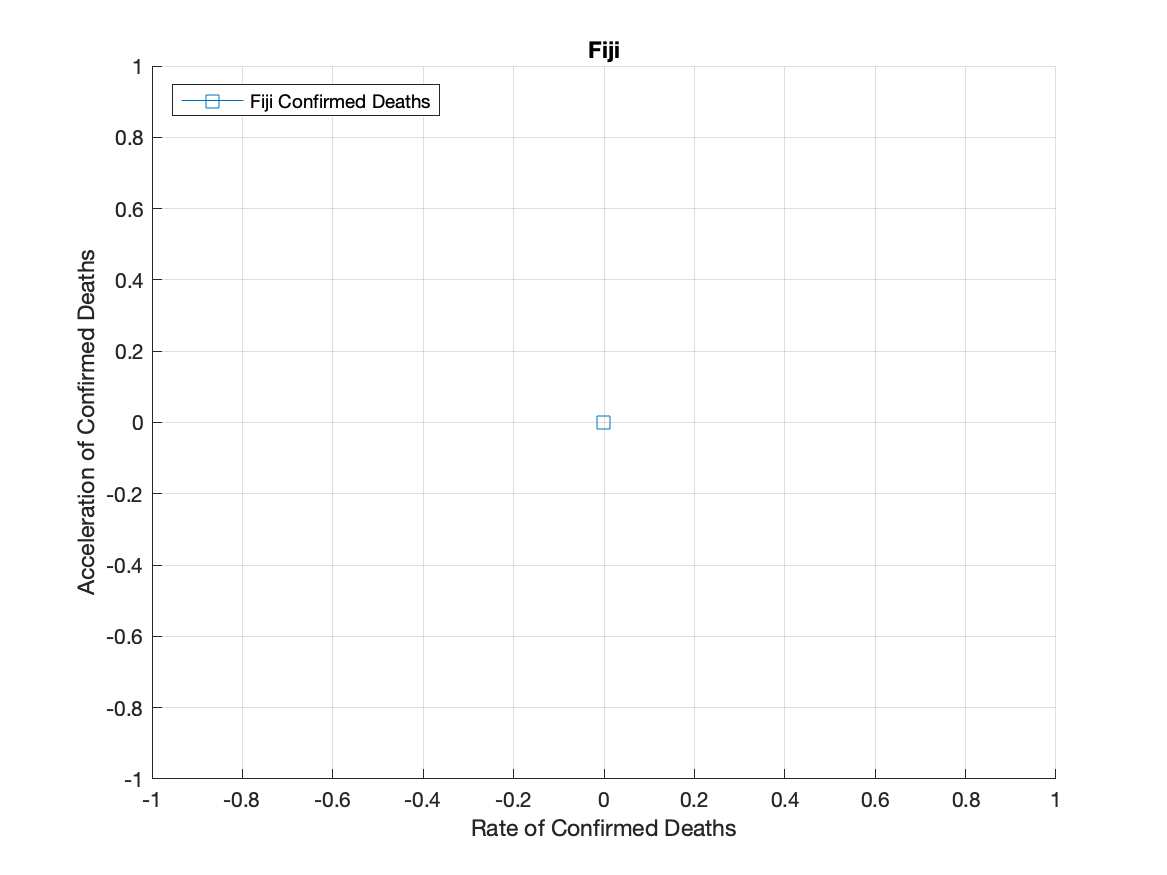 Fiji
Fiji Confirmed Deaths
1
0.8
0.6
0.4
0.2
0
-0.2
-0.4
-0.6
-0.8
-1
Acceleration of Confirmed Deaths
-1 -0.8 -0.6 -0.4 -0.2 0 0.2 0.4 0.6 0.8 1
Rate of Confirmed Deaths